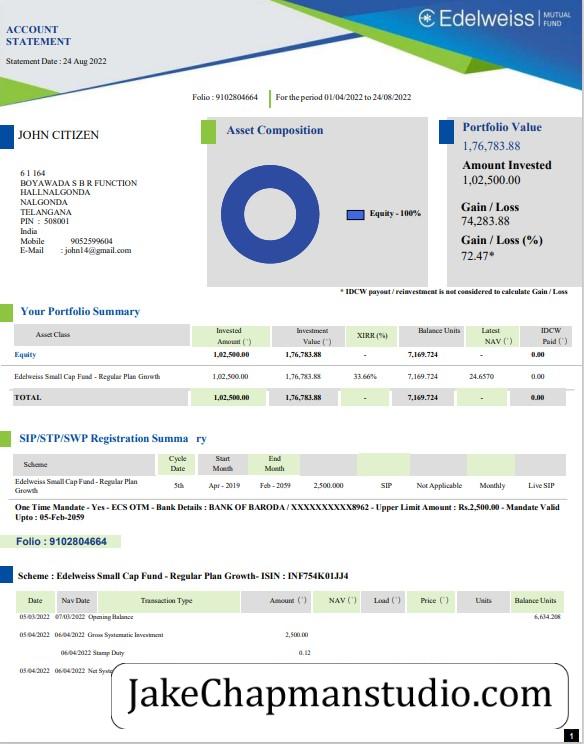 Edelweiss MUTUAL FUND
ACCOUNT
STATEMENT
Statement Date : 24 Aug 2022
Folio : 9102804664 For the period 01/04/2022 to 24/08/2022
JOHN CITIZEN
6 1 164
BOYAWADA S B R FUNCTION
HALLNALGONDA
NALGONDA
TELANGANA
PIN : 508001
India
Mobile 9052599604
E-Mail : john14@gmail.com
Asset Composition
Equity - 100%
Portfolio Value
1,76,783.88
Amount Invested
1,02,500.00
Gain / Loss
74,283.88
Gain / Loss (%)
72.47*
* IDCW payout / reinvestment is not considered to calculate Gain / Loss
Your Portfolio Summary
Asset Class Invested Amount (`) Investment Value (`) XIRR (%) Balance Units Latest NAV (`) IDCW Paid (`)
Equity 1,02,500.00 1,76,783.88 - 7,169.724 - 0.00
Edelweiss Small Cap Fund - Regular Plan Growth 1,02,500.00 1,76,783.88 33.66% 7,169.724 24.6570 0.00
TOTAL 1,02,500.00 1,76,783.88 - 7,169.724 - 0.00
SIP/STP/SWP Registration Summa ry
Scheme Cycle Date Start Month End Month
Edelweiss Small Cap Fund - Regular Plan Growth 5th Apr - 2019 Feb - 2059 2,500.000 SIP Not Applicable Monthly Live SIP
One Time Mandate - Yes - ECS OTM - Bank Details : BANK OF BARODA / XXXXXXXXXX8962 - Upper Limit Amount : Rs.2,500.00 - Mandate Valid
Upto : 05-Feb-2059
Folio : 9102804664
Scheme : Edelweiss Small Cap Fund - Regular Plan Growth- ISIN : INF754K01JJ4
Date Nav Date Transaction Type Amount (`) NAV (`) Load (`) Price (`) Units Balance Units
05/03/2022 07/03/2022 Opening Balance 6,634.208
05/04/2022 06/04/2022 Gross Systematic Investment 2,500.00
06/04/2022 Stamp Duty 0.12
05/04/2022 06/04/2022 Net
JakeChapmanstudio.com
1